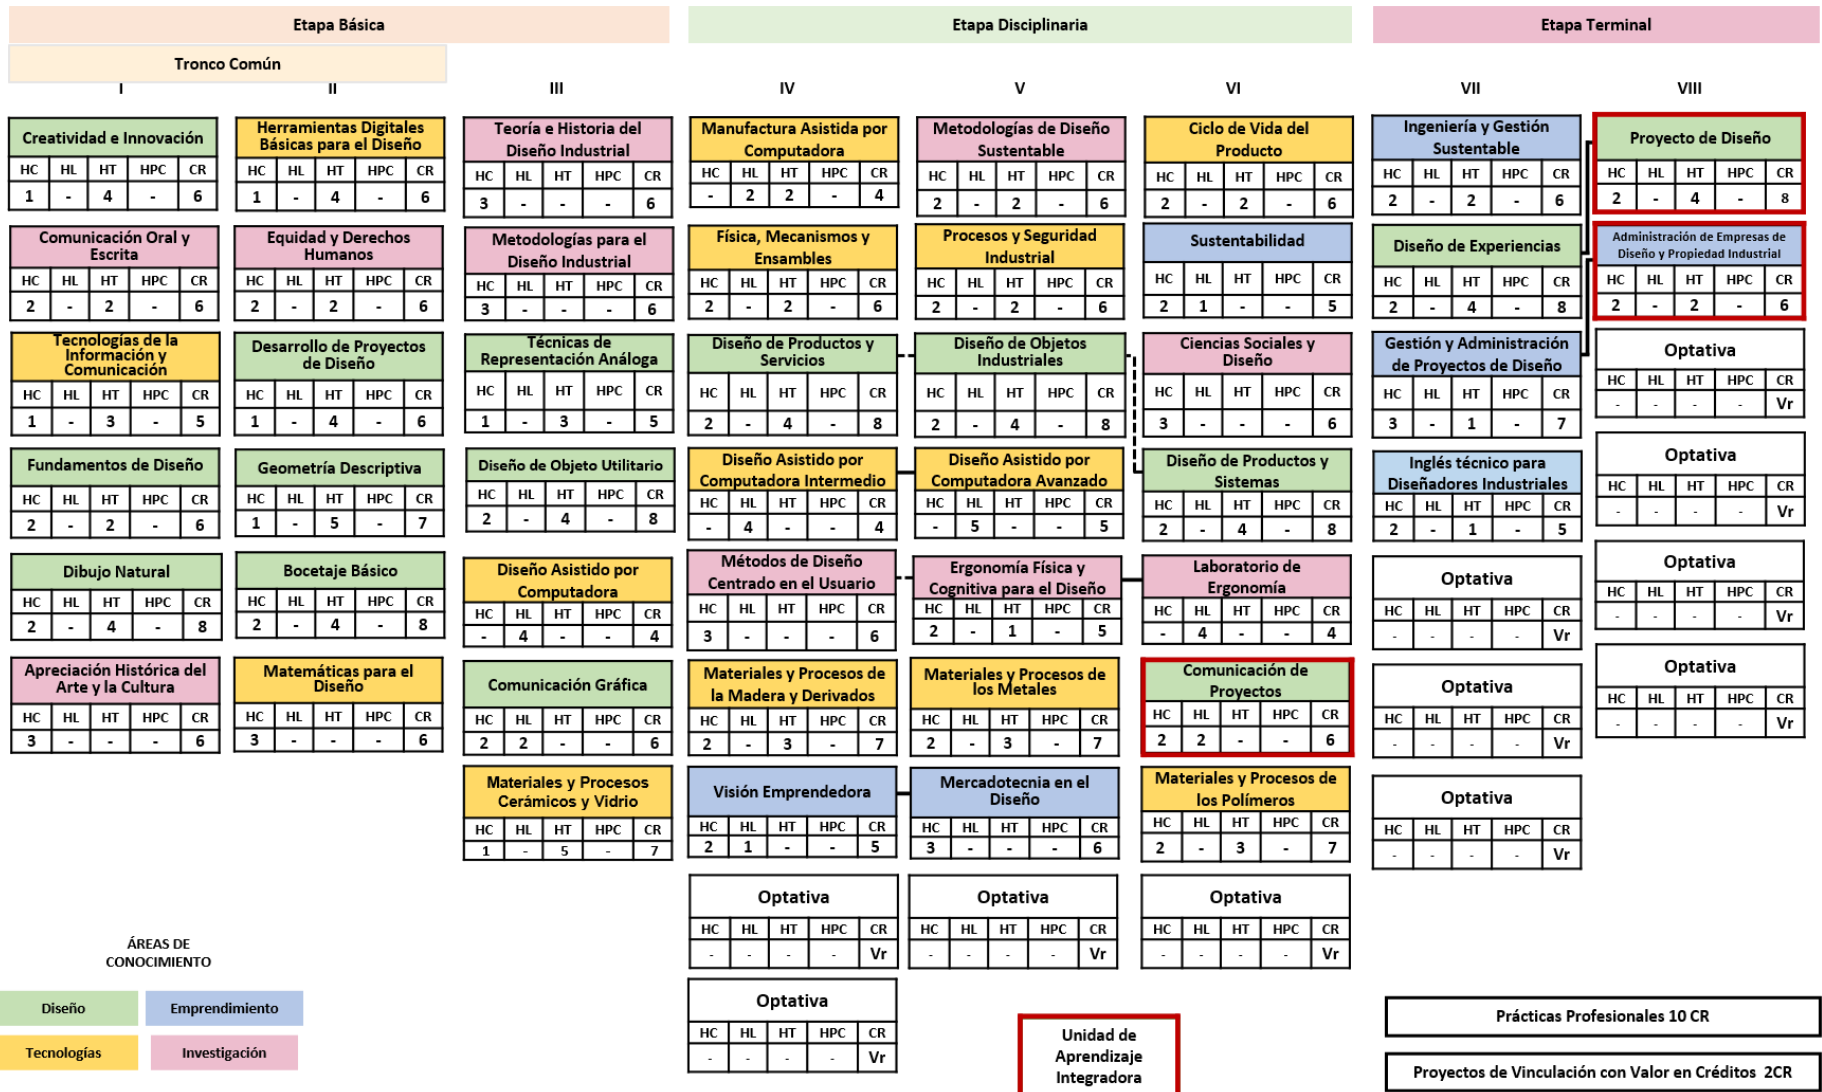 Etapa Básica
Etapa Disciplinaria
Etapa Terminal
Tronco Común
I
II
III
IV
V
VI
VII
VIII
Creatividad e Innovación
HC HL HT HPC CR
1 - 4 - 6
Comunicación Oral y
Escrita
HC HL HT HPC CR
2 - 2 - 6
Tecnologías de la
Información y
Comunicación
HC HL HT HPC CR
1 - 3 - 5
Fundamentos de Diseño
HC HL HT HPC CR
2 - 2 - 6
Dibujo Natural
HC HL HT HPC CR
2 - 4 - 8
Apreciación Histórica del
Arte y la Cultura
HC HL HT HPC CR
3 - - - 6
Herramientas Digitales
Básicas para el Diseño
HC HL HT HPC CR
1 - 4 - 6
Equidad y Derechos
Humanos
HC HL HT HPC CR
2 - 2 - 6
Desarrollo de Proyectos
de Diseño
HC HL HT HPC CR
1 - 4 - 6
Geometría Descriptiva
HC HL HT HPC CR
1 - 5 - 7
Bocetaje Básico
HC HL HT HPC CR
2 - 4 - 8
Matemáticas para el
Diseño
HC HL HT HPC CR
3 - - - 6
Teoría e Historia del
Diseño Industrial
HC HL HT HPC CR
3 - - - 6
Metodologías para el
Diseño Industrial
HC HL HT HPC CR
3 - - - 6
Técnicas de
Representación Análoga
HC HL HT HPC CR
1 - 3 - 5
Diseño de Objeto Utilitario
HC HL HT HPC CR
2 - 4 - 8
Diseño Asistido por
Computadora
HC HL HT HPC CR
- 4 - - 4
Comunicación Gráfica
HC HL HT HPC CR
2 2 - - 6
Materiales y Procesos
Cerámicos y Vidrio
HC HL HT HPC CR
1 - 5 - 7
Manufactura Asistida por
Computadora
HC HL HT HPC CR
- 2 2 - 4
Física, Mecanismos y
Ensambles
HC HL HT HPC CR
2 - 2 - 6
Diseño de Productos y
Servicios
HC HL HT HPC CR
2 - 4 - 8
Diseño Asistido por
Computadora Intermedio
HC HL HT HPC CR
- 4 - - 4
Métodos de Diseño
Centrado en el Usuario
HC HL HT HPC CR
3 - - - 6
Materiales y Procesos de
la Madera y Derivados
HC HL HT HPC CR
2 - 3 - 7
Visión Emprendedora
HC HL HT HPC CR
2 1 - - 5
Optativa
HC HL HT HPC CR
- - - - Vr
Optativa
HC HL HT HPC CR
- - - - Vr
Metodologías de Diseño
Sustentable
HC HL HT HPC CR
2 - 2 - 6
Procesos y Seguridad
Industrial
HC HL HT HPC CR
2 - 2 - 6
Diseño de Objetos
Industriales
HC HL HT HPC CR
2 - 4 - 8
Diseño Asistido por
Computadora Avanzado
HC HL HT HPC CR
- 5 - - 5
Ergonomía Física y
Cognitiva para el Diseño
HC HL HT HPC CR
2 - 1 - 5
Materiales y Procesos de
los Metales
HC HL HT HPC CR
2 - 3 - 7
Mercadotecnia en el
Diseño
HC HL HT HPC CR
3 - - - 6
Optativa
HC HL HT HPC CR
- - - - Vr
Ciclo de Vida del
Producto
HC HL HT HPC CR
2 - 2 - 6
Sustentabilidad
HC HL HT HPC CR
2 1 - - 5
Ciencias Sociales y
Diseño
HC HL HT HPC CR
3 - - - 6
Diseño de Productos y
Sistemas
HC HL HT HPC CR
2 - 4 - 8
Laboratorio de
Ergonomía
HC HL HT HPC CR
- 4 - - 4
Comunicación de
Proyectos
HC HL HT HPC CR
2 2 - - 6
Materiales y Procesos de
los Polímeros
HC HL HT HPC CR
2 - 3 - 7
Optativa
HC HL HT HPC CR
- - - - Vr
Ingeniería y Gestión
Sustentable
HC HL HT HPC CR
2 - 2 - 6
Diseño de Experiencias
HC HL HT HPC CR
2 - 4 - 8
Gestión y Administración
de Proyectos de Diseño
HC HL HT HPC CR
3 - 1 - 7
Inglés técnico para
Diseñadores Industriales
HC HL HT HPC CR
2 - 1 - 5
Optativa
HC HL HT HPC CR
- - - - Vr
Optativa
HC HL HT HPC CR
- - - - Vr
Optativa
HC HL HT HPC CR
- - - - Vr
Proyecto de Diseño
HC HL HT HPC CR
2 - 4 - 8
Administración de Empresas de
Diseño y Propiedad Industrial
HC HL HT HPC CR
2 - 2 - 6
Optativa
HC HL HT HPC CR
- - - - Vr
Optativa
HC HL HT HPC CR
- - - - Vr
Optativa
HC HL HT HPC CR
- - - - Vr
Optativa
HC HL HT HPC CR
- - - - Vr
ÁREAS DE
CONOCIMIENTO
Diseño
Emprendimiento
Tecnologías
Investigación
Unidad de
Aprendizaje
Integradora
Prácticas Profesionales 10 CR
Proyectos de Vinculación con Valor en Créditos 2CR